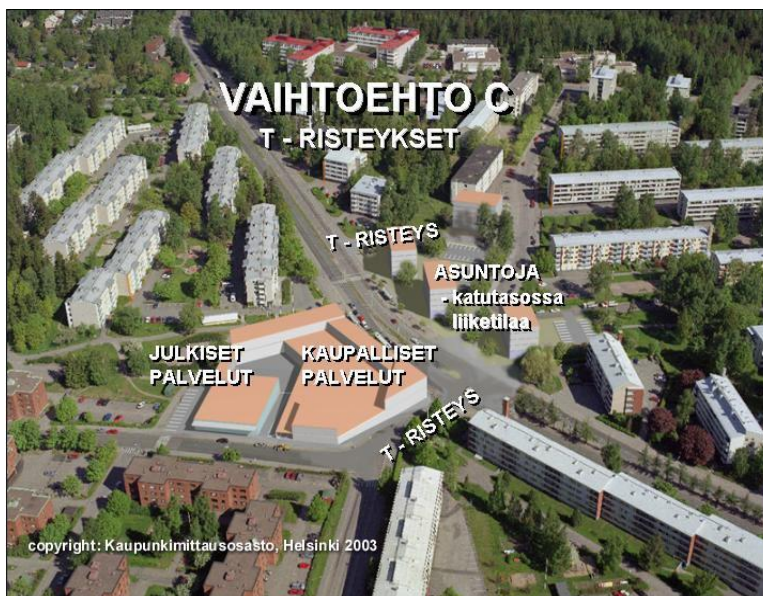 VAIHTOEHTO C
T - RISTEYKSET
T - RISTEYS
ASUNTOJA
- katutasossa
liiketilaa
JULKISET
PALVELUT
KAUPALLISET
PALVELUT
T - RISTEYS
copyright: Kaupunkimittausosasto, Helsinki 2003